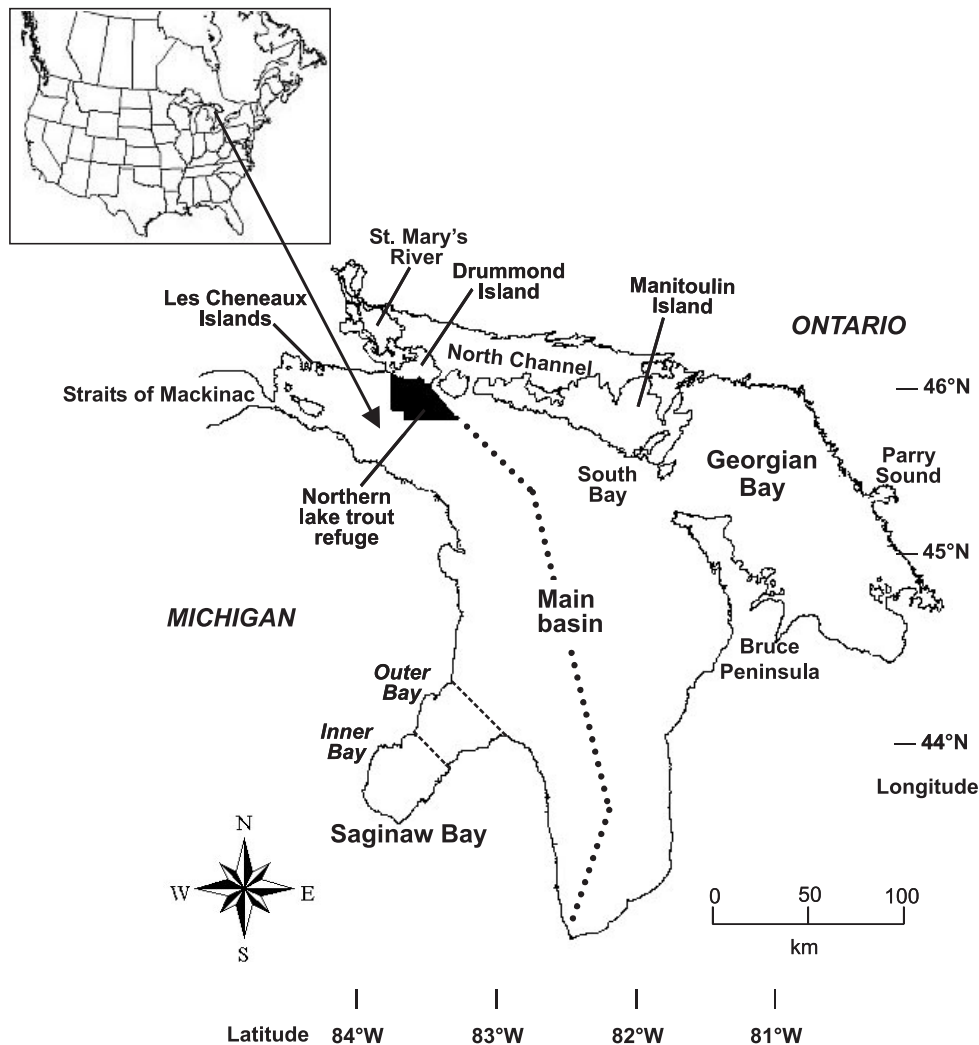 St. Mary's
River
Drummond
Island
Manitoulin
Island
Les Cheneaux
Islands
ONTARIO
North Channel
Straits of Mackinac
46°N
Northern
lake trout
refuge
South
Bay
Georgian
Bay
Parry
Sound
45°N
MICHIGAN
Main
basin
Bruce
Peninsula
Outer
Bay
Inner
Bay
44°N
Longitude
Saginaw Bay
N
W E
S
0 50 100
km
Latitude 84°W 83°W 82°W 81°W